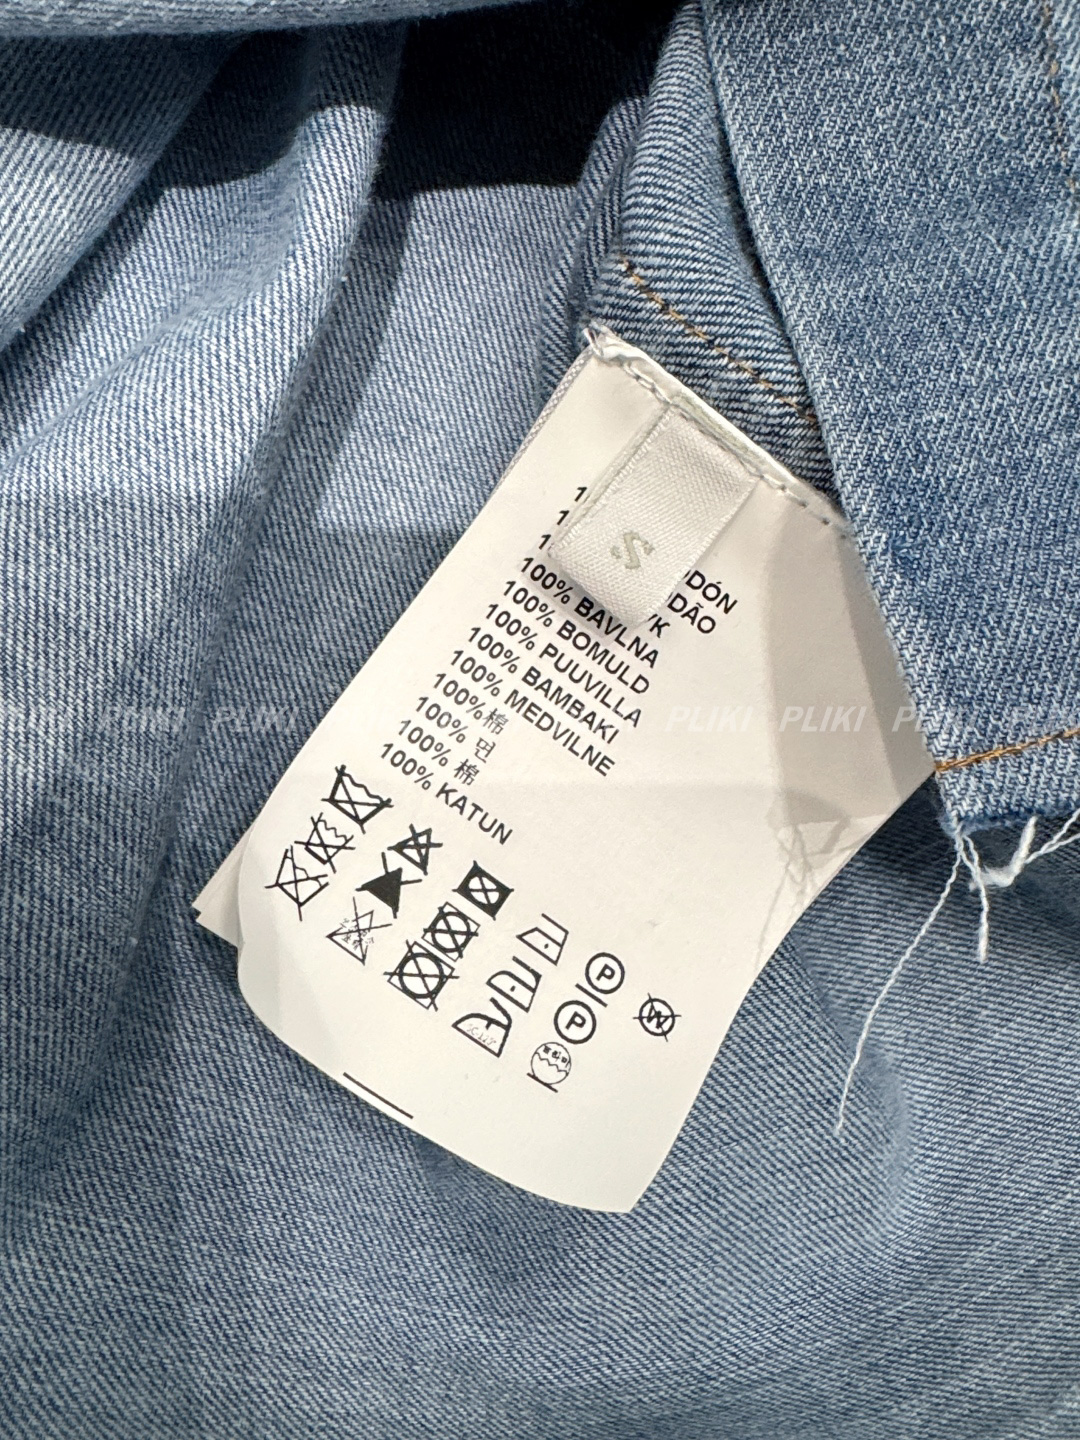 S
DÓN
DÃO
K
100% BAVLNA
100% BOMULD
100% PUUVILLA
100% BAMBAKI
100% MEDVILNE
100%棉
100% 면
100% 棉
100% KATUN
P
P
W
PLIKI PLIKI PLIKI PLIKI PLIKI PLIKI PLIKI